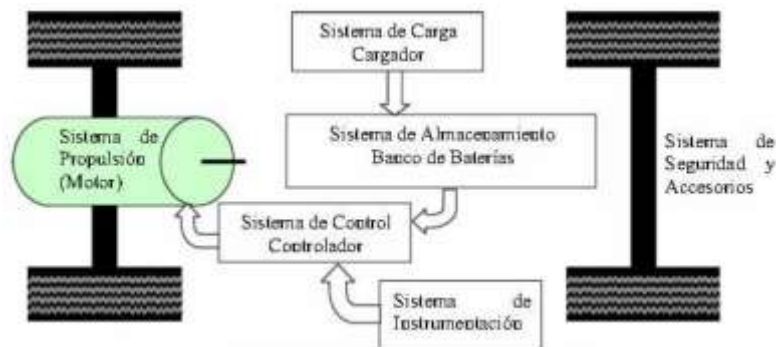 Sistema de Carga
Cargador
Sistema de
Propulsión
(Motor)
Sistema de Almacenamiento
Banco de Baterías
Sistema de
Seguridad y
Accesorios
Sistema de Control
Controlador
Sistema de
Instrumentación